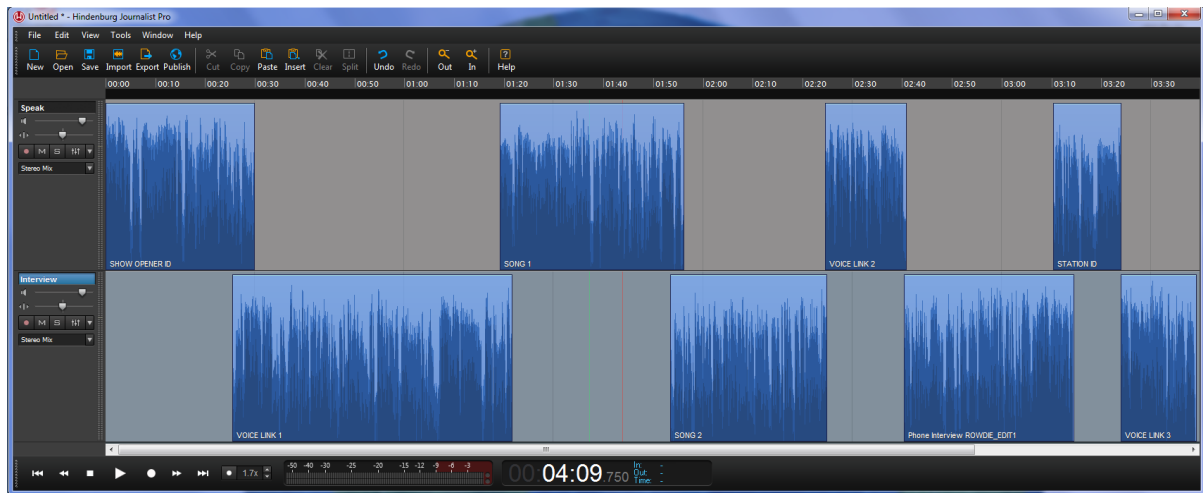 Untitled * - Hindenburg Journalist Pro
File Edit View Tools Window Help
New Open Save Import Export Publish Cut Copy Paste Insert Clear Split Undo Redo Out In Help
00:00 00:10 00:20 00:30 00:40 00:50 01:00 01:10 01:20 01:30 01:40 01:50 02:00 02:10 02:20 02:30 02:40 02:50 03:00 03:10 03:20 03:30
Speak
M S
Stereo Mix
SHOW OPENER ID SONG 1 VOICE LINK 2 STATION ID
Interview
M S
Stereo Mix
VOICE LINK 1 SONG 2 Phone Interview ROWDIE_EDIT1 VOICE LINK 3
1.7x
-50 -40 -30 -25 -20 -15 -12 -9 -6 -3
00:04:09.750
In: -
Out: -
Time: -